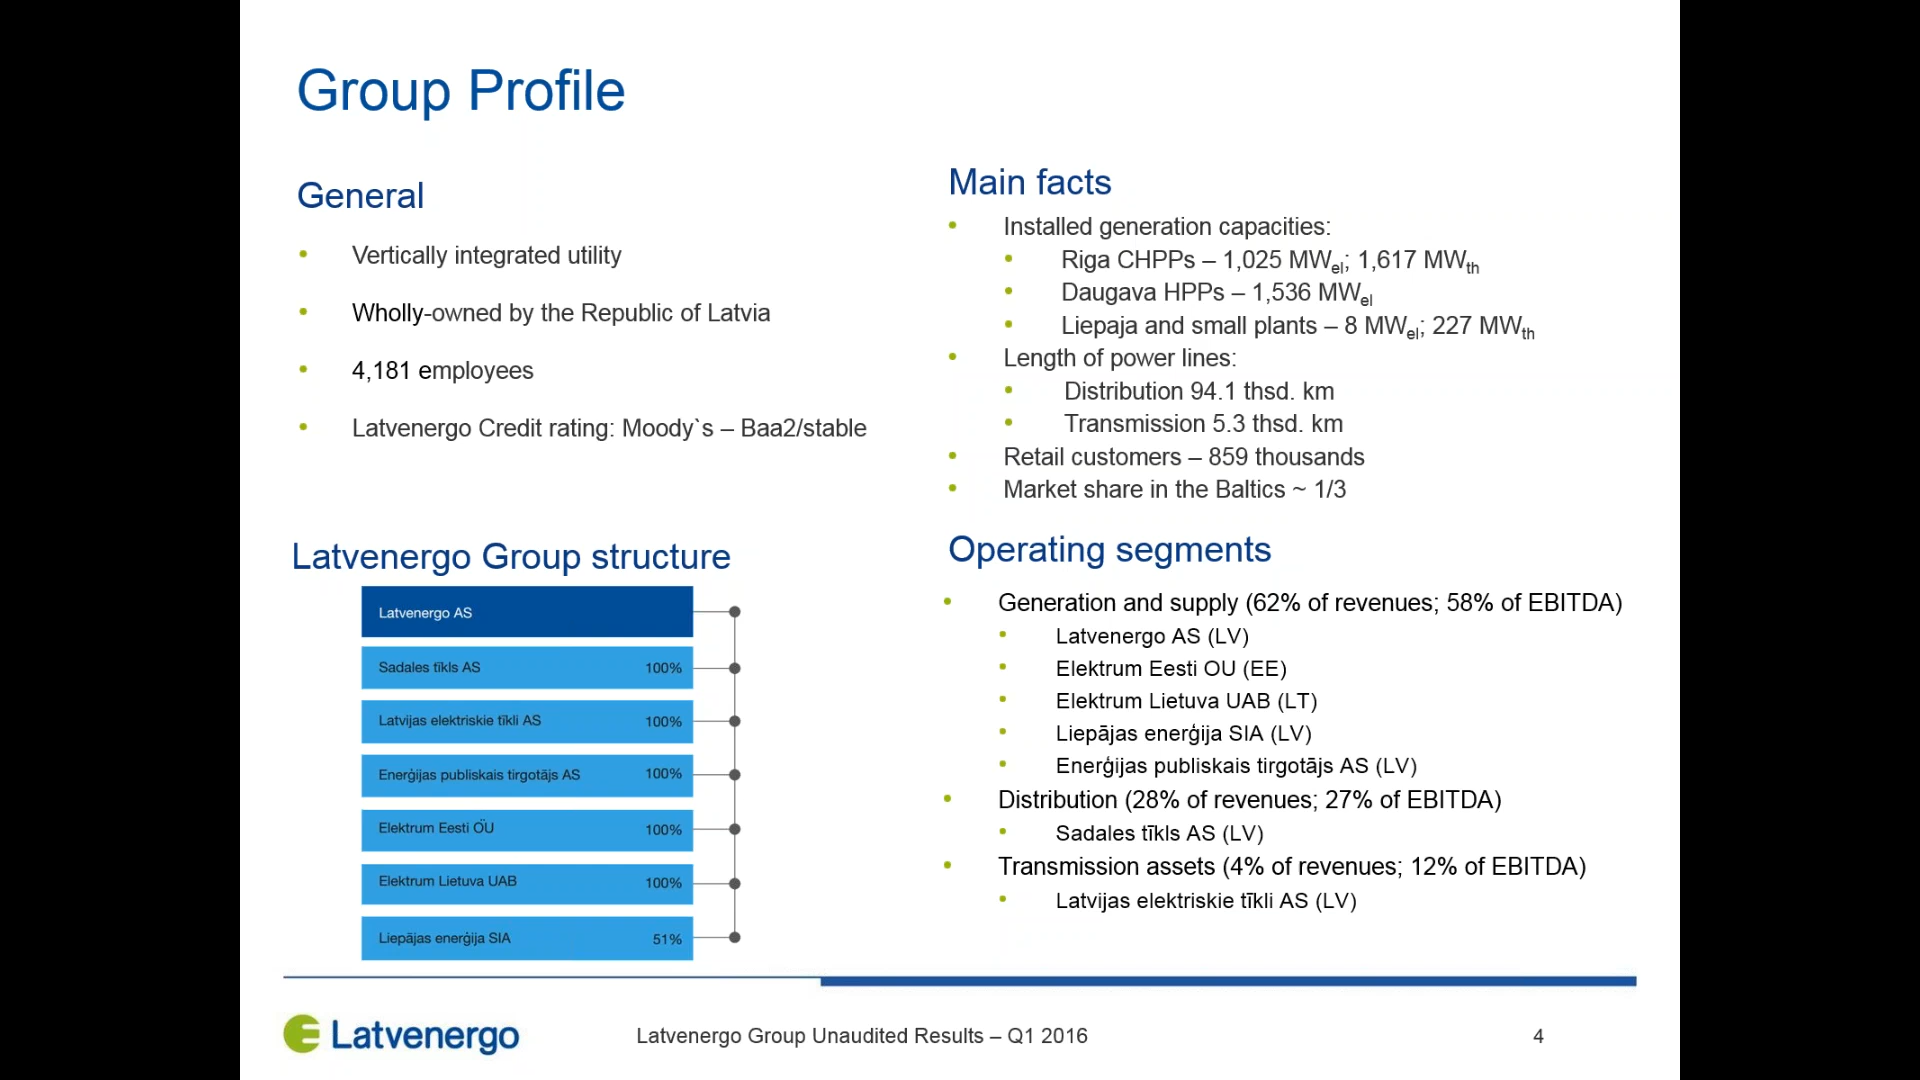 Group Profile
General
Vertically integrated utility
Wholly-owned by the Republic of Latvia
4,181 employees
Latvenergo Credit rating: Moody`s – Baa2/stable
Main facts
Installed generation capacities:
Riga CHPPs – 1,025 MWel; 1,617 MWth
Daugava HPPs – 1,536 MWel
Liepaja and small plants – 8 MWel; 227 MWth
Length of power lines:
Distribution 94.1 thsd. km
Transmission 5.3 thsd. km
Retail customers – 859 thousands
Market share in the Baltics ~ 1/3
Latvenergo Group structure
Latvenergo AS
Sadales tīkls AS 100%
Latvijas elektriskie tīkli AS 100%
Enerģijas publiskais tirgotājs AS 100%
Elektrum Eesti ÖU 100%
Elektrum Lietuva UAB 100%
Liepājas enerģija SIA 51%
Operating segments
Generation and supply (62% of revenues; 58% of EBITDA)
Latvenergo AS (LV)
Elektrum Eesti OU (EE)
Elektrum Lietuva UAB (LT)
Liepājas enerģija SIA (LV)
Enerģijas publiskais tirgotājs AS (LV)
Distribution (28% of revenues; 27% of EBITDA)
Sadales tīkls AS (LV)
Transmission assets (4% of revenues; 12% of EBITDA)
Latvijas elektriskie tīkli AS (LV)
Latvenergo
Latvenergo Group Unaudited Results – Q1 2016
4